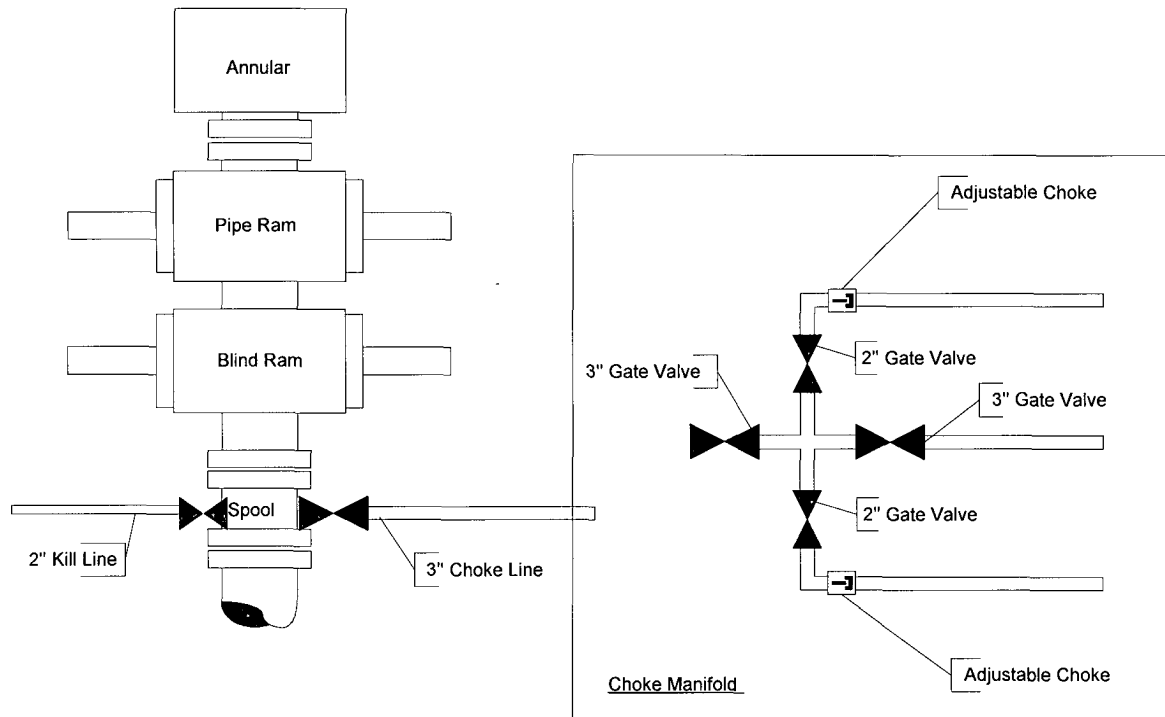 Annular
Pipe Ram
Blind Ram
Spool
2" Kill Line
3" Choke Line
Adjustable Choke
2" Gate Valve
3" Gate Valve
3" Gate Valve
2" Gate Valve
Adjustable Choke
Choke Manifold